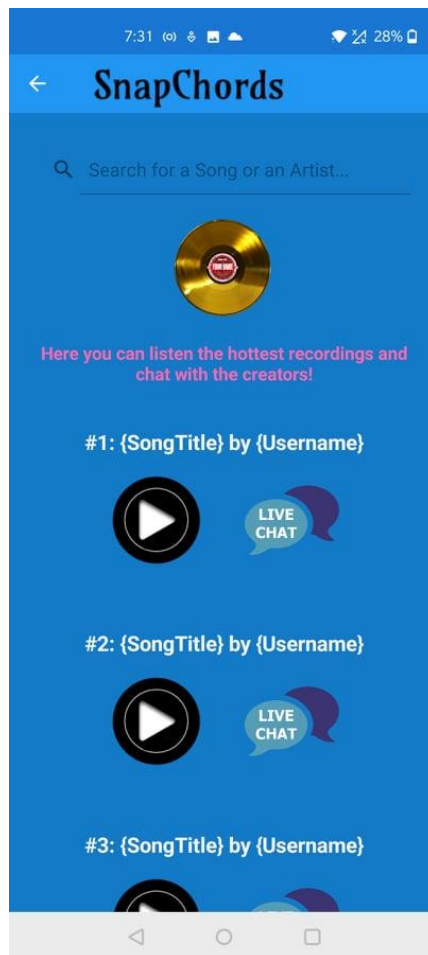 7:31 28%
SnapChords
Search for a Song or an Artist...
Here you can listen the hottest recordings and
chat with the creators!
#1: {SongTitle} by {Username}
LIVE
CHAT
#2: {SongTitle} by {Username}
LIVE
CHAT
#3: {SongTitle} by {Username}